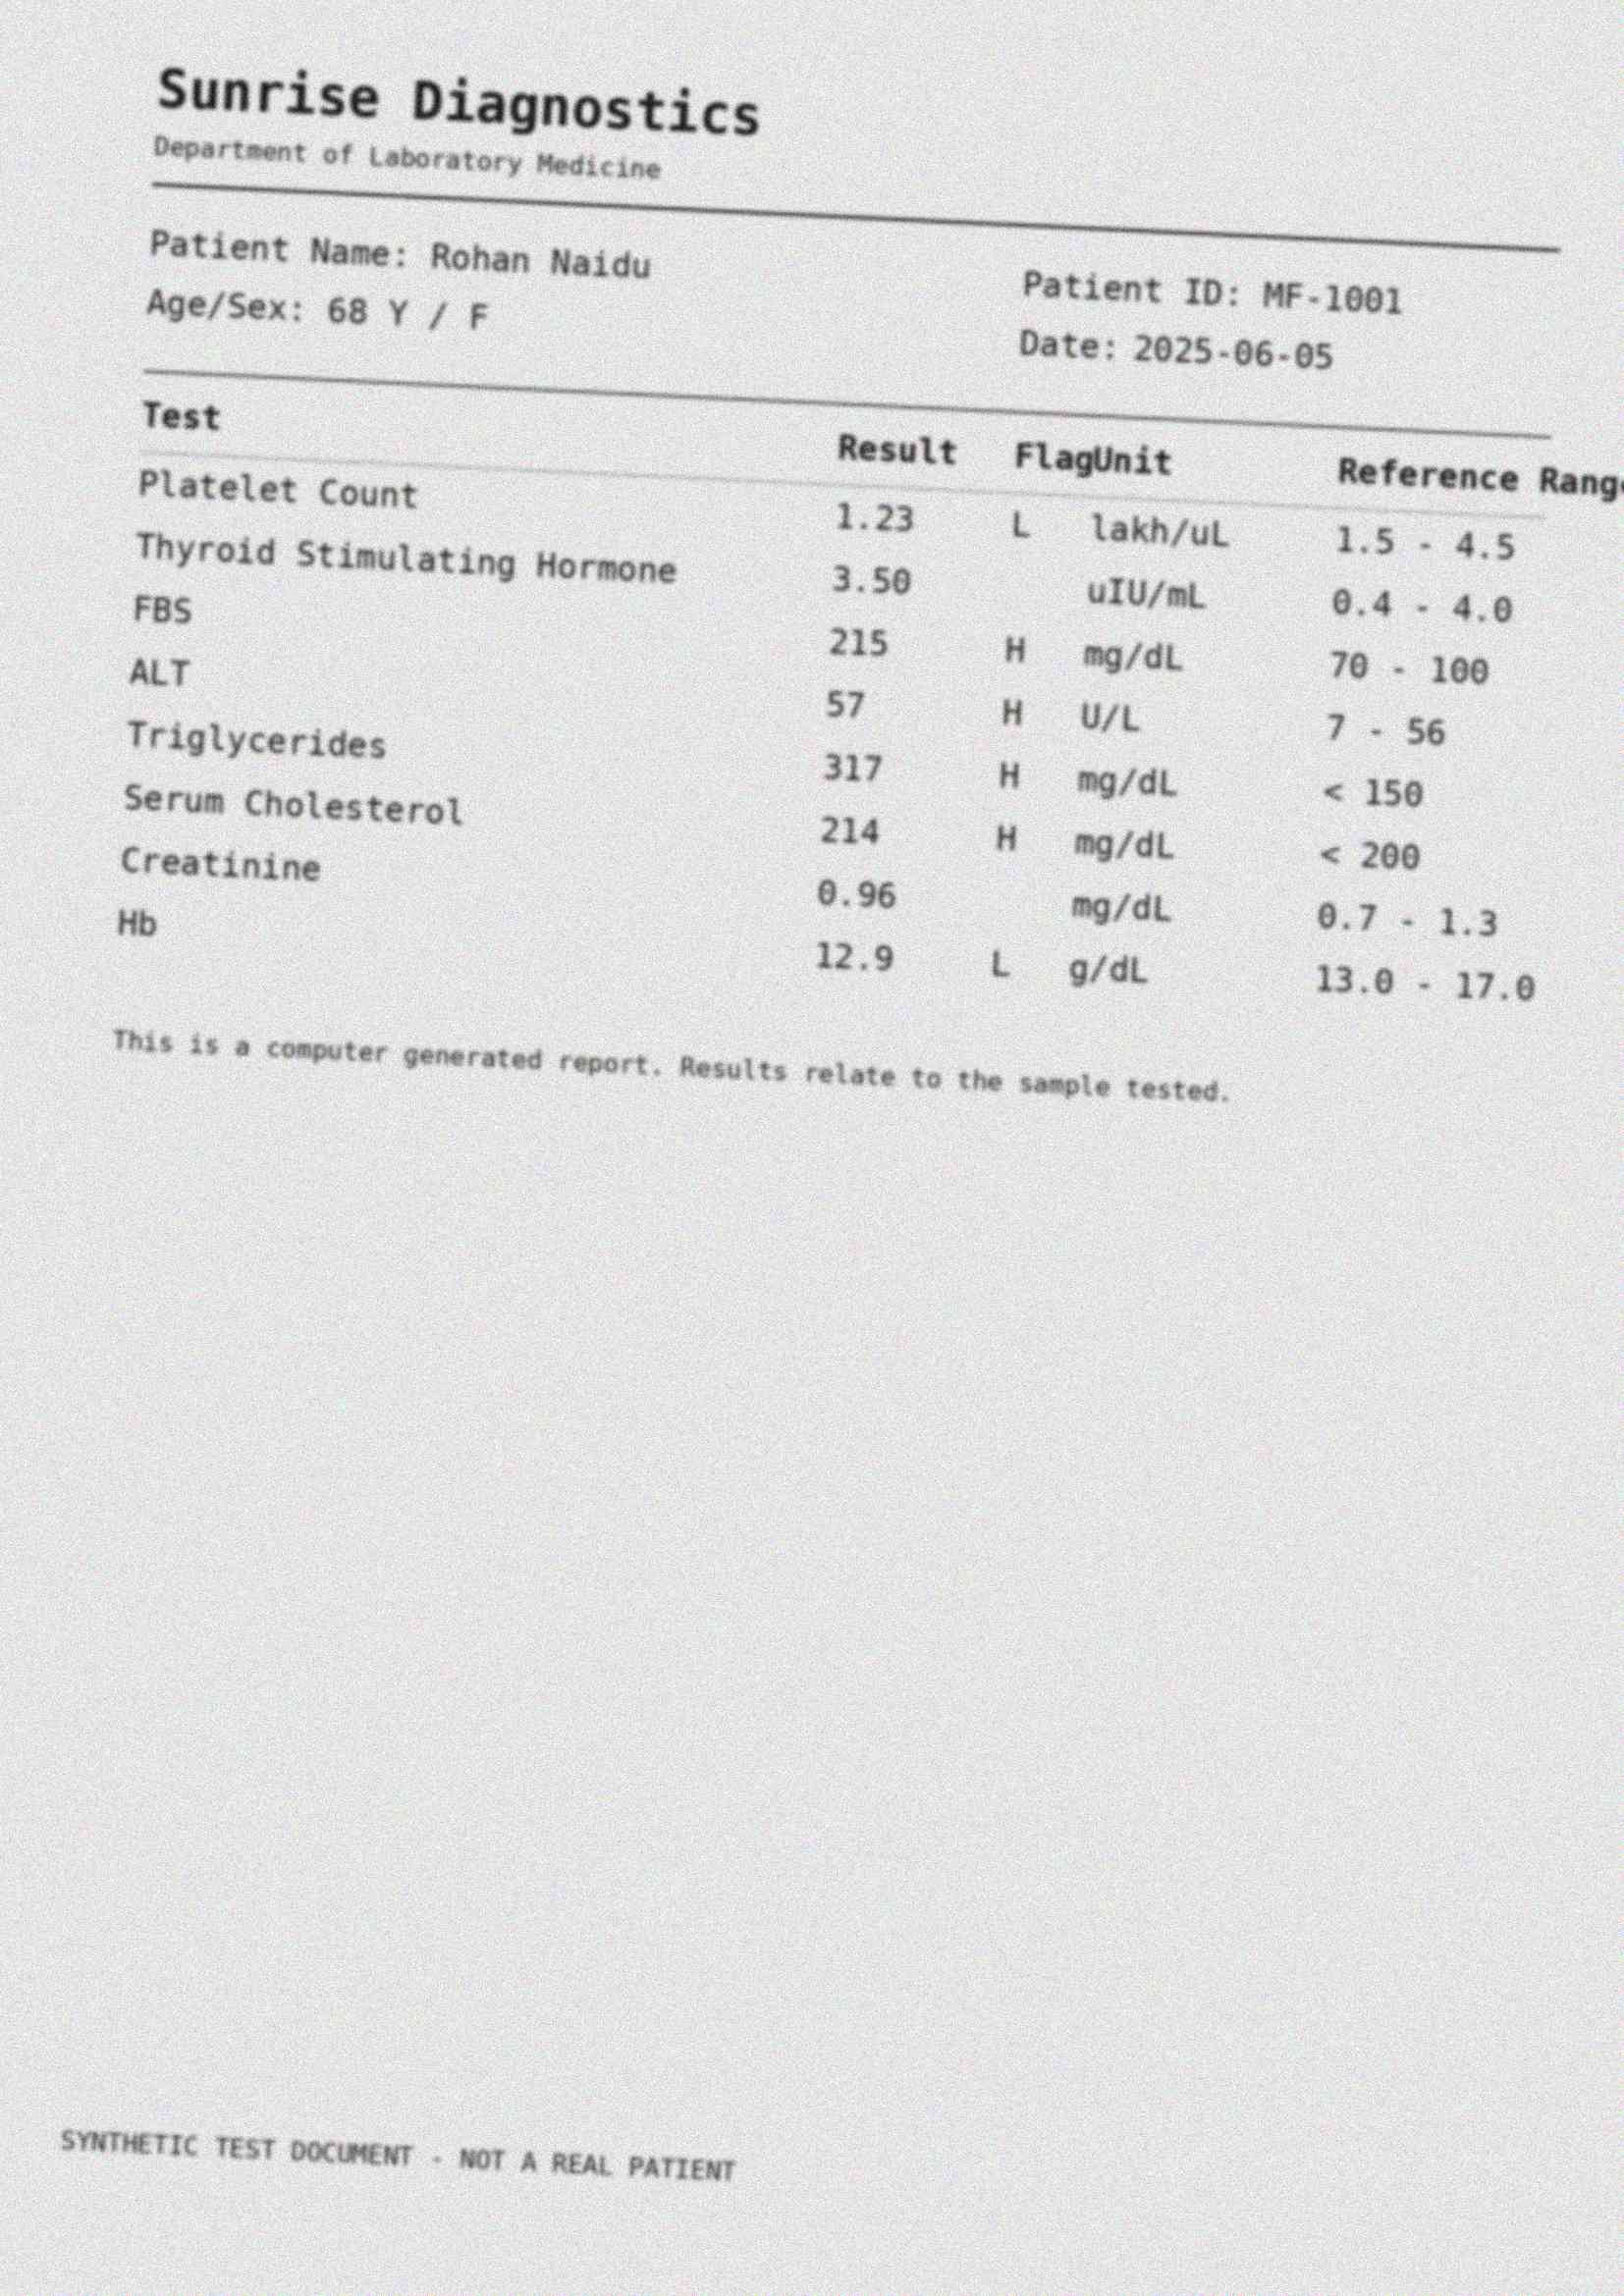 Sunrise Diagnostics
Department of Laboratory Medicine
Patient Name: Rohan Naidu Patient ID: MF-1001
Age/Sex: 68 Y / F Date: 2025-06-05
Test Result Flag Unit Reference Rang
Platelet Count 1.23 L lakh/uL 1.5 - 4.5
Thyroid Stimulating Hormone 3.50 uIU/mL 0.4 - 4.0
FBS 215 H mg/dL 70 - 100
ALT 57 H U/L 7 - 56
Triglycerides 317 H mg/dL < 150
Serum Cholesterol 214 H mg/dL < 200
Creatinine 0.96 mg/dL 0.7 - 1.3
Hb 12.9 L g/dL 13.0 - 17.0
This is a computer generated report. Results relate to the sample tested.
SYNTHETIC TEST DOCUMENT - NOT A REAL PATIENT